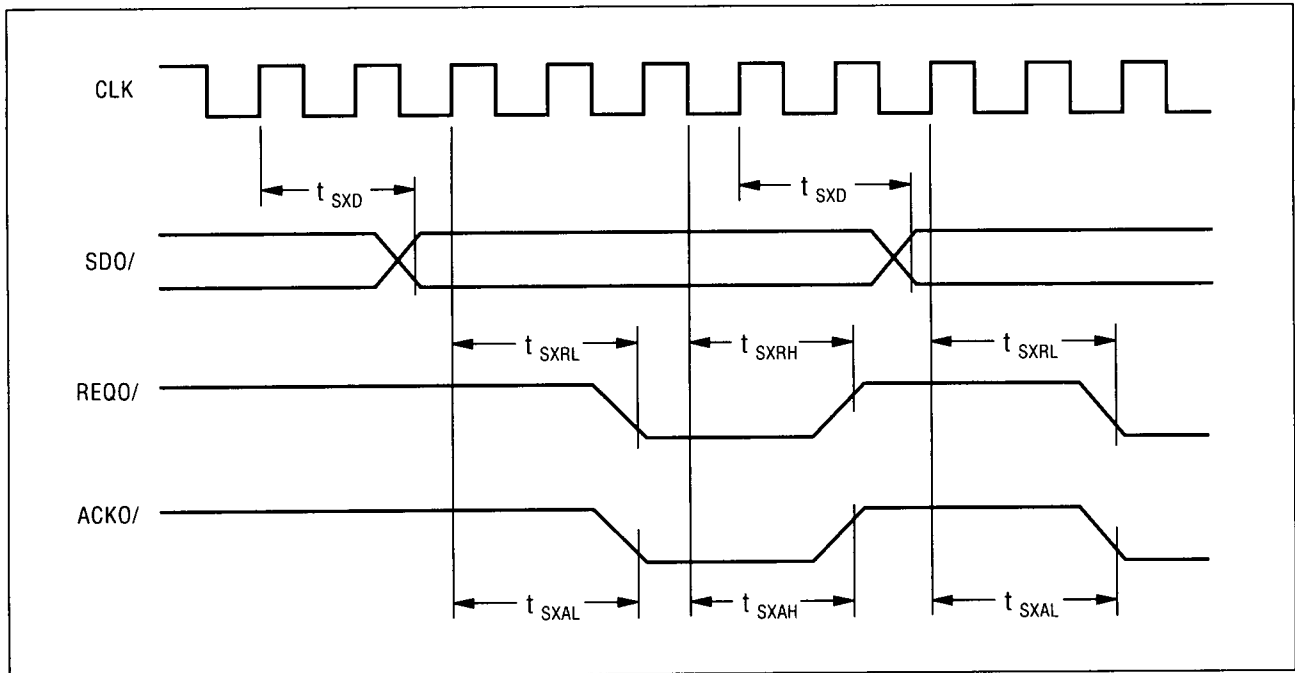 CLK
t SXD
t SXD
SDO/
t SXRL
t SXRH
t SXRL
REQO/
ACKO/
t SXAL
t SXAH
t SXAL